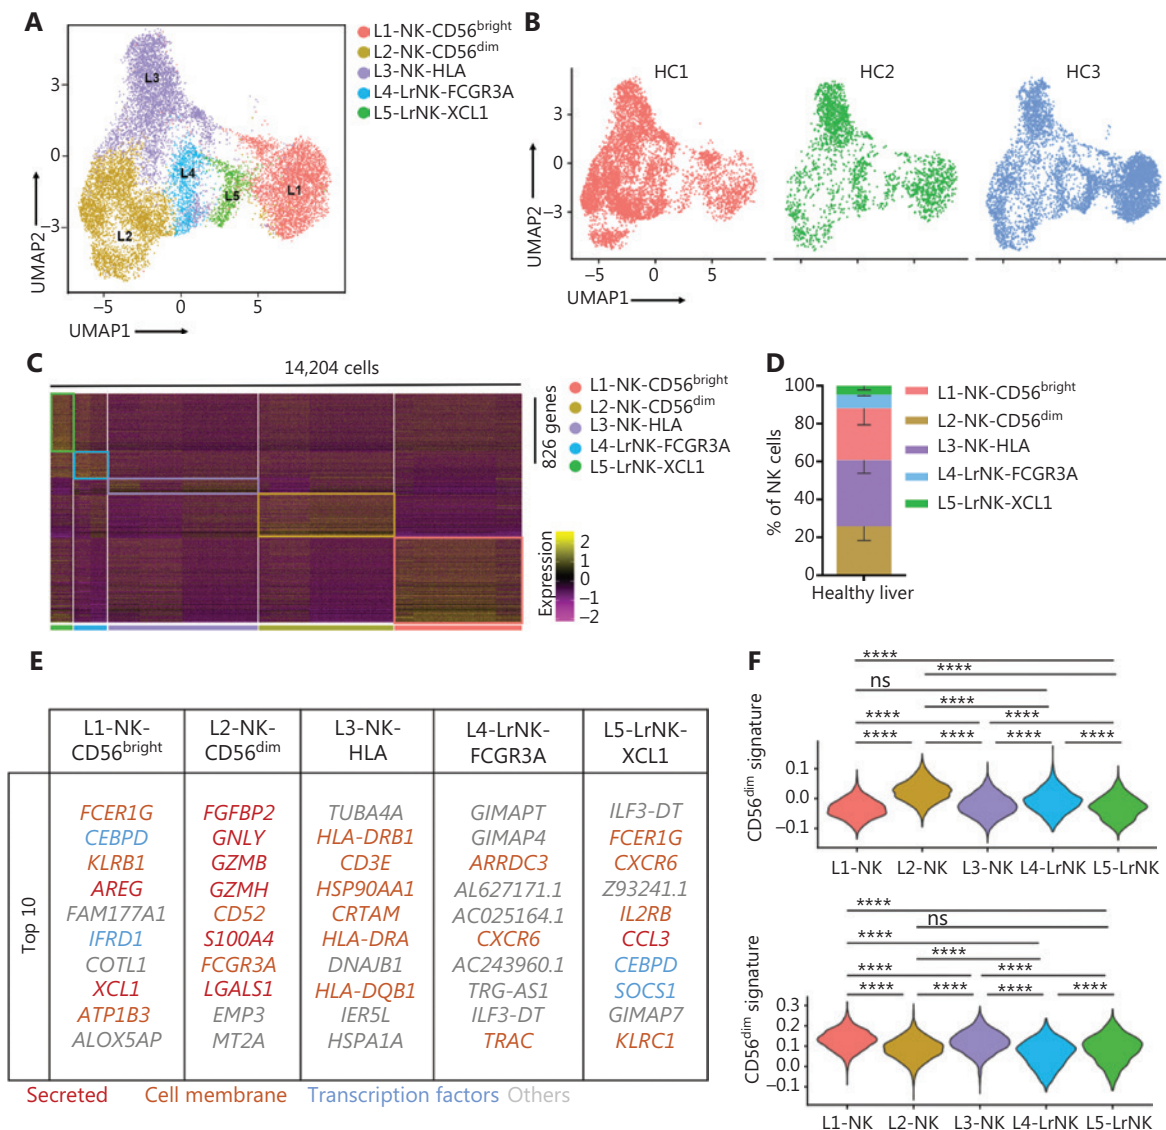 A
L1-NK-CD56bright
L2-NK-CD56dim
L3-NK-HLA
L4-LrNK-FCGR3A
L5-LrNK-XCL1
L3
L4
L5
L1
L2
3
0
−3
UMAP2
−5 0 5
UMAP1
B
HC1 HC2 HC3
3
0
−3
UMAP2
−5 0 5
UMAP1
C
14,204 cells
826 genes
L1-NK-CD56bright
L2-NK-CD56dim
L3-NK-HLA
L4-LrNK-FCGR3A
L5-LrNK-XCL1
Expression
2
1
0
−1
−2
D
% of NK cells
100
80
60
40
20
0
Healthy liver
L1-NK-CD56bright
L2-NK-CD56dim
L3-NK-HLA
L4-LrNK-FCGR3A
L5-LrNK-XCL1
E
L1-NK-CD56bright L2-NK-CD56dim L3-NK-HLA L4-LrNK-FCGR3A L5-LrNK-XCL1
Top 10
FCER1G FGFBP2 TUBA4A GIMAPT ILF3-DT
CEBPD GNLY HLA-DRB1 GIMAP4 FCER1G
KLRB1 GZMB CD3E ARRDC3 CXCR6
AREG GZMH HSP90AA1 AL627171.1 Z93241.1
FAM177A1 CD52 CRTAM AC025164.1 IL2RB
IFRD1 S100A4 HLA-DRA CXCR6 CCL3
COTL1 FCGR3A DNAJB1 AC243960.1 CEBPD
XCL1 LGALS1 HLA-DQB1 TRG-AS1 SOCS1
ATP1B3 EMP3 IER5L ILF3-DT GIMAP7
ALOX5AP MT2A HSPA1A TRAC KLRC1
Secreted Cell membrane Transcription factors Others
F
****
****
ns
****
**** ****
**** **** **** ****
CD56dim signature
0.1
0.0
−0.1
L1-NK L2-NK L3-NK L4-LrNK L5-LrNK
****
ns
****
****
**** ****
**** **** **** ****
CD56dim signature
0.3
0.2
0.1
0.0
−0.1
L1-NK L2-NK L3-NK L4-LrNK L5-LrNK